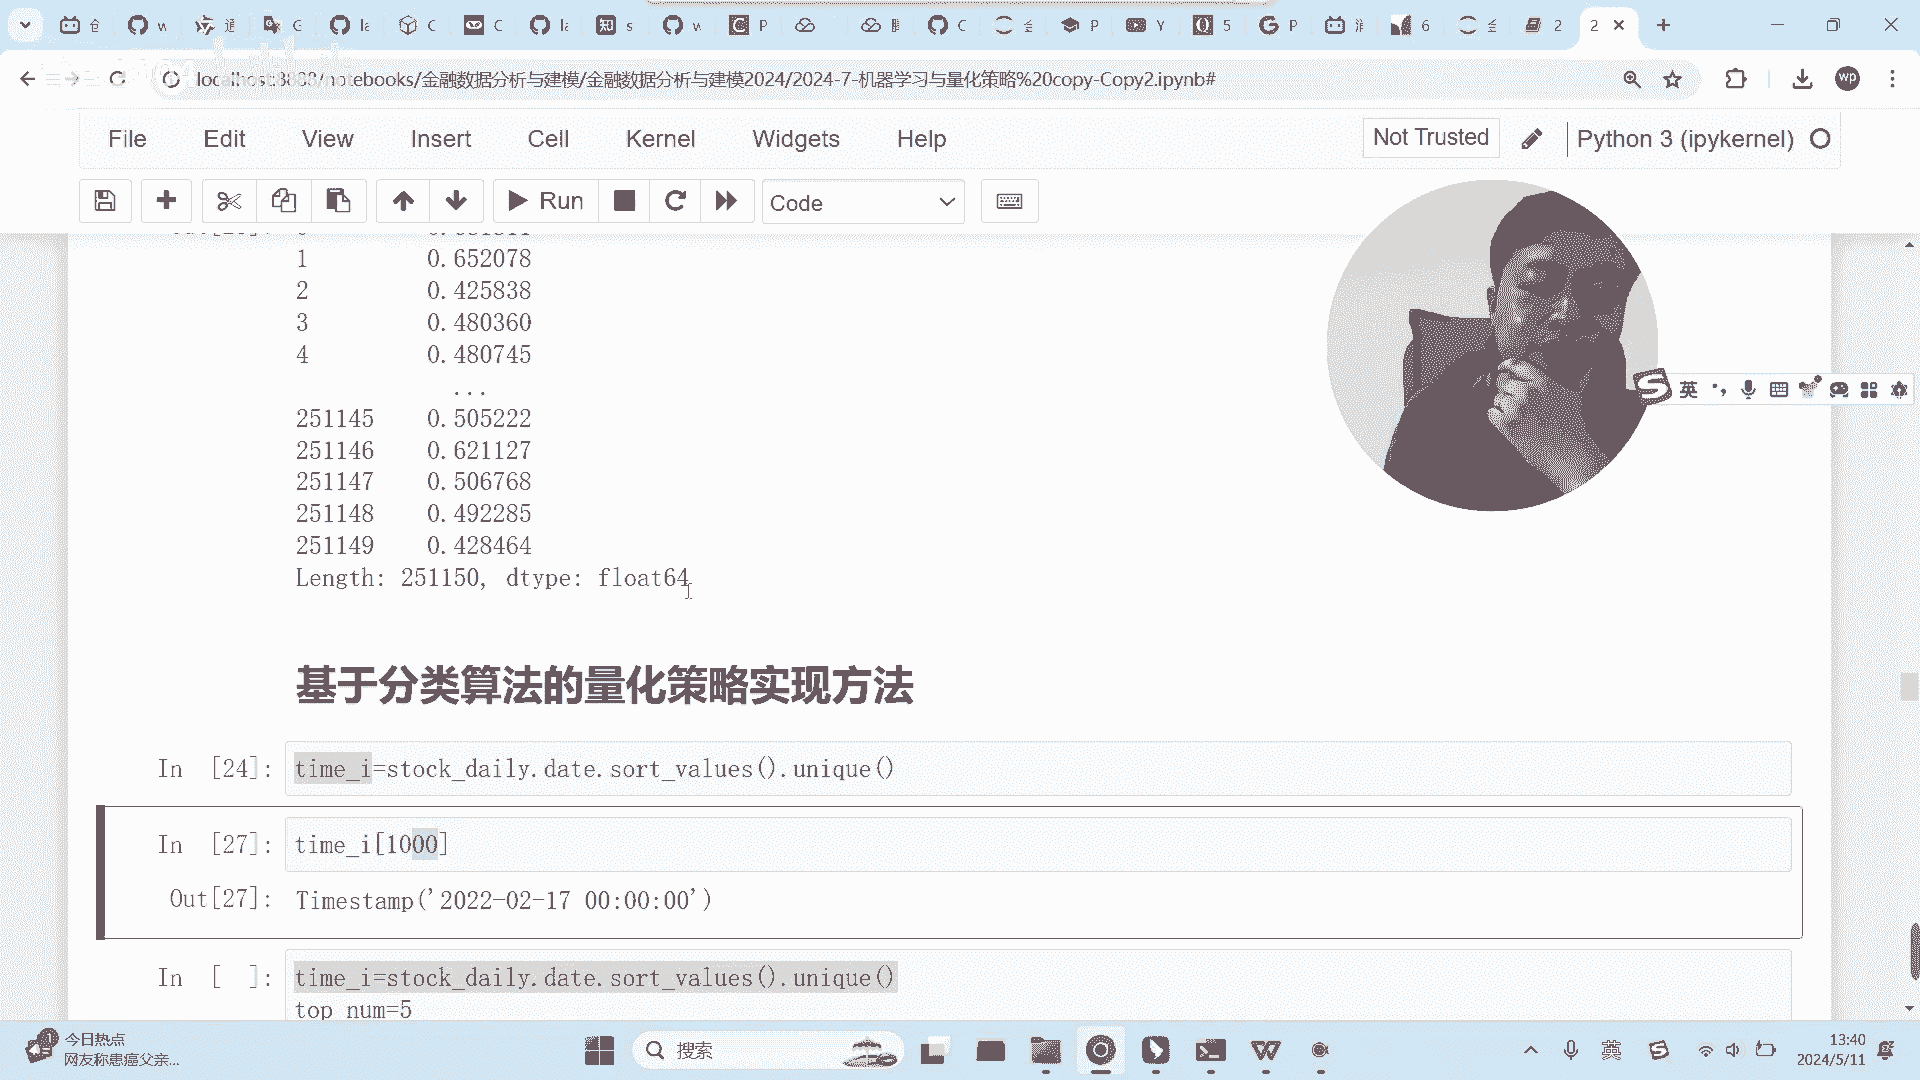 localhost:8888/notebooks/金融数据分析与建模/金融数据分析与建模2024/2024-7-机器学习与量化策略%20copy-Copy2.ipynb#
File Edit View Insert Cell Kernel Widgets Help
Not Trusted
Python 3 (ipykernel)
Run
Code
1 0.652078
2 0.425838
3 0.480360
4 0.480745
...
251145 0.505222
251146 0.621127
251147 0.506768
251148 0.492285
251149 0.428464
Length: 251150, dtype: float64
英
基于分类算法的量化策略实现方法
In [24]: time_i=stock_daily.date.sort_values().unique()
In [27]: time_i[1000]
Out[27]: Timestamp('2022-02-17 00:00:00')
In [ ]: time_i=stock_daily.date.sort_values().unique()
top_num=5
今日热点
网友称患癌父亲...
搜索
英
13:40
2024/5/11